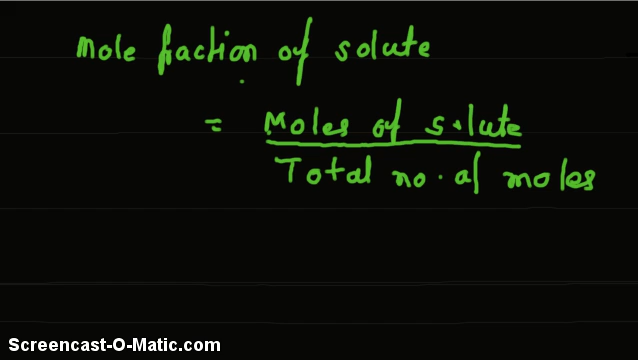 Mole fraction of solute
= Moles of solute
Total no. of moles
Screencast-O-Matic.com